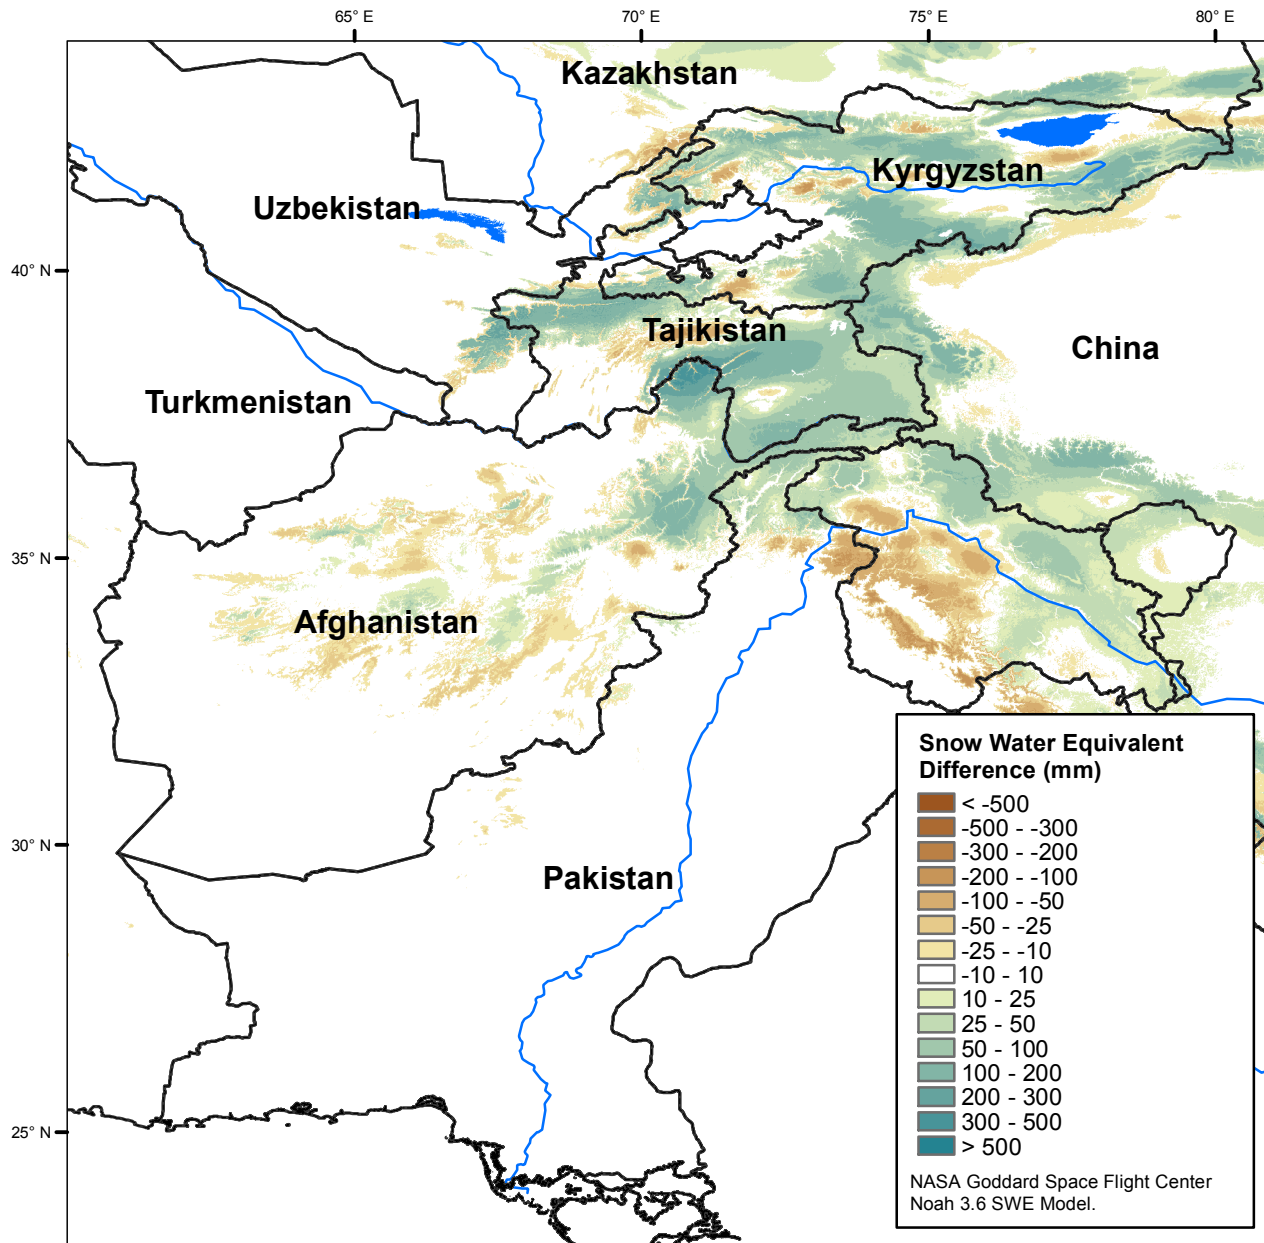 65° E
70° E
75° E
80° E
Kazakhstan
Kyrgyzstan
Uzbekistan
40° N
Tajikistan
China
Turkmenistan
35° N
Afghanistan
30° N
Pakistan
25° N
Snow Water Equivalent
Difference (mm)
< -500
-500 - -300
-300 - -200
-200 - -100
-100 - -50
-50 - -25
-25 - -10
-10 - 10
10 - 25
25 - 50
50 - 100
100 - 200
200 - 300
300 - 500
> 500
NASA Goddard Space Flight Center
Noah 3.6 SWE Model.